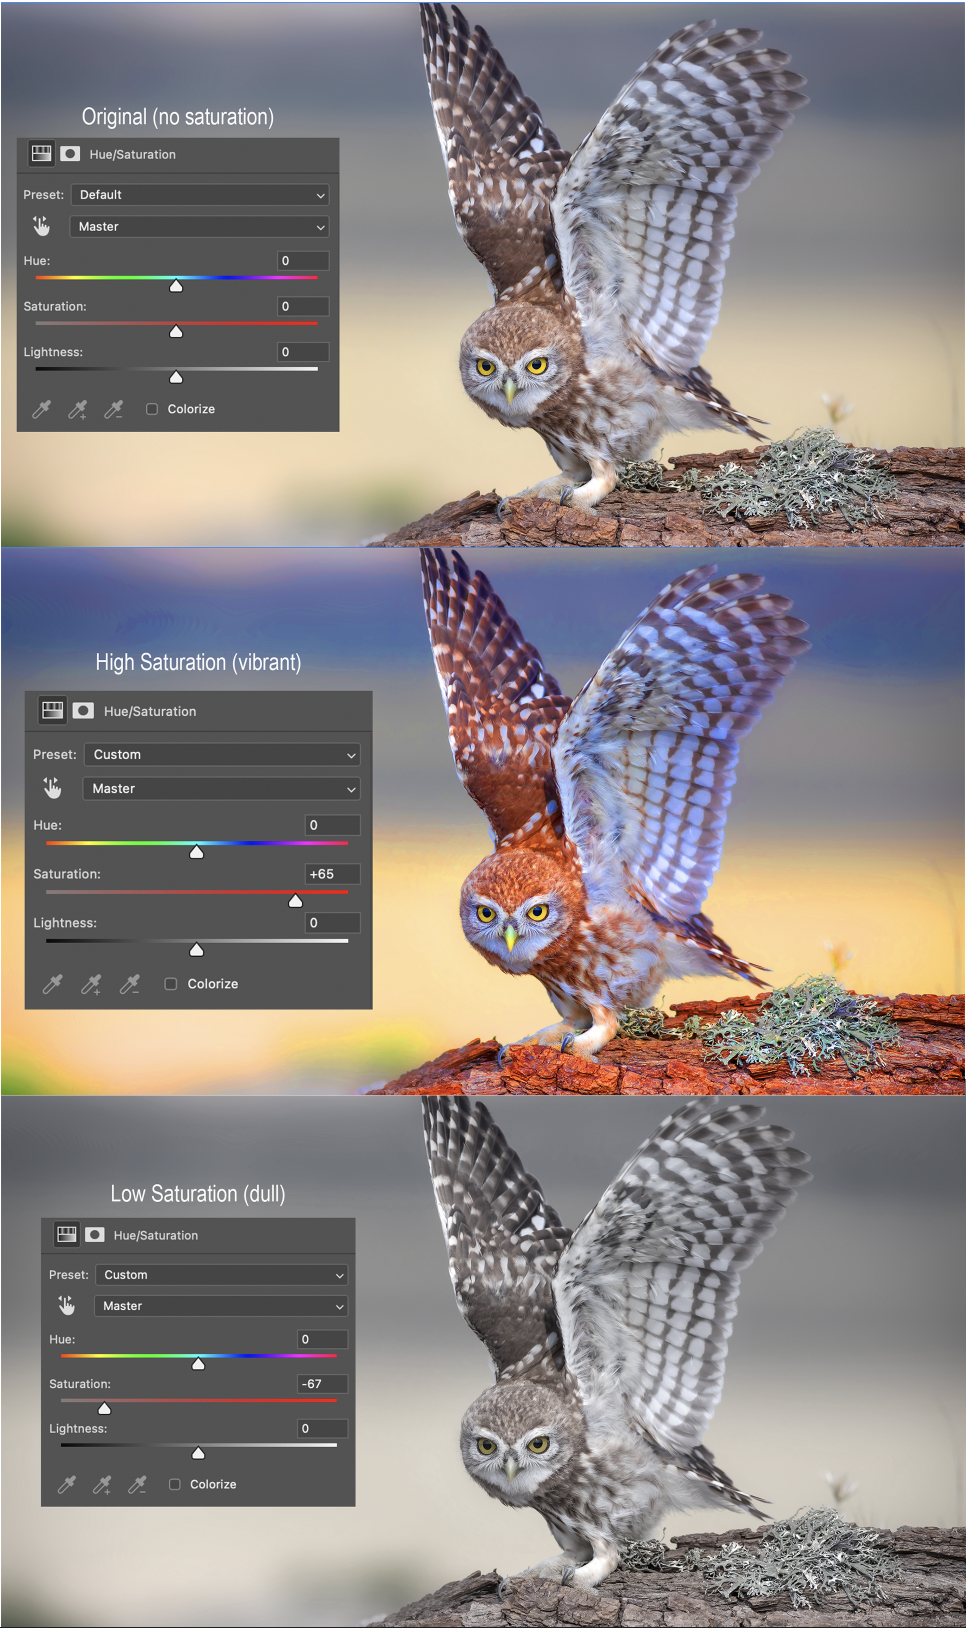 Original (no saturation)
Hue/Saturation
Preset: Default
Master
Hue: 0
Saturation: 0
Lightness: 0
Colorize
High Saturation (vibrant)
Hue/Saturation
Preset: Custom
Master
Hue: 0
Saturation: +65
Lightness: 0
Colorize
Low Saturation (dull)
Hue/Saturation
Preset: Custom
Master
Hue: 0
Saturation: -67
Lightness: 0
Colorize